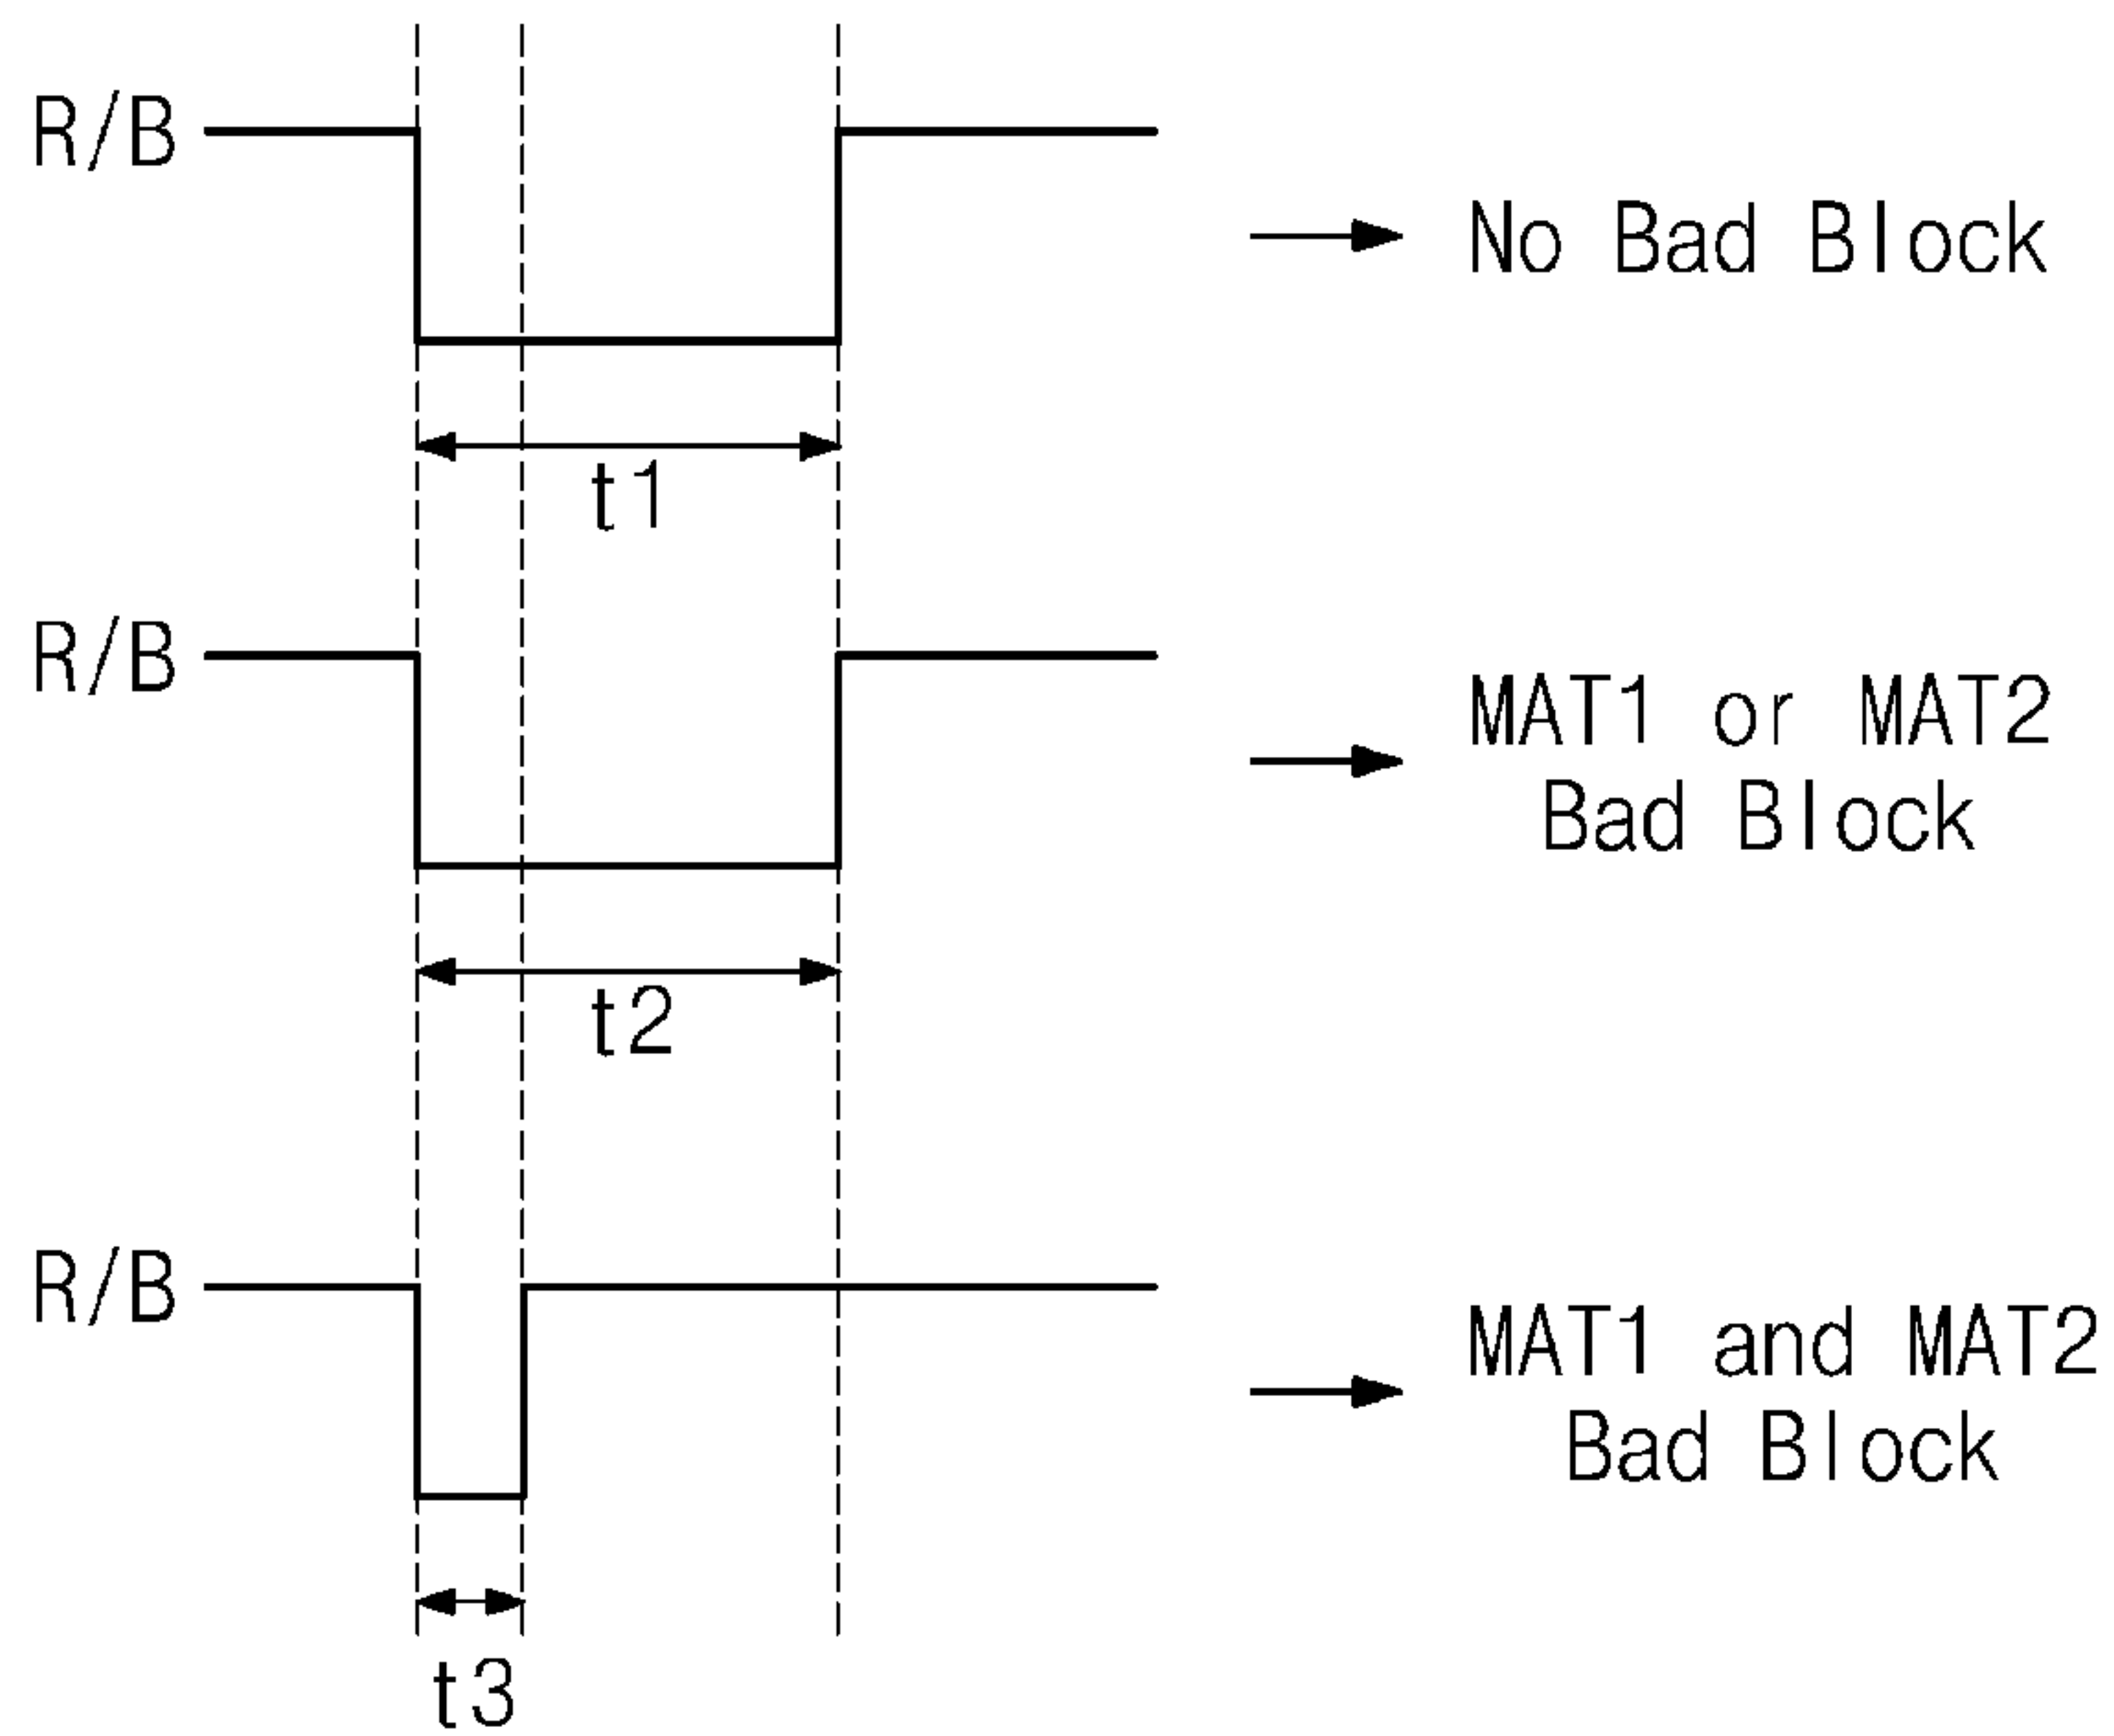 R/B
No Bad Block
t1
R/B
MAT1 or MAT2
Bad Block
t2
R/B
MAT1 and MAT2
Bad Block
t3